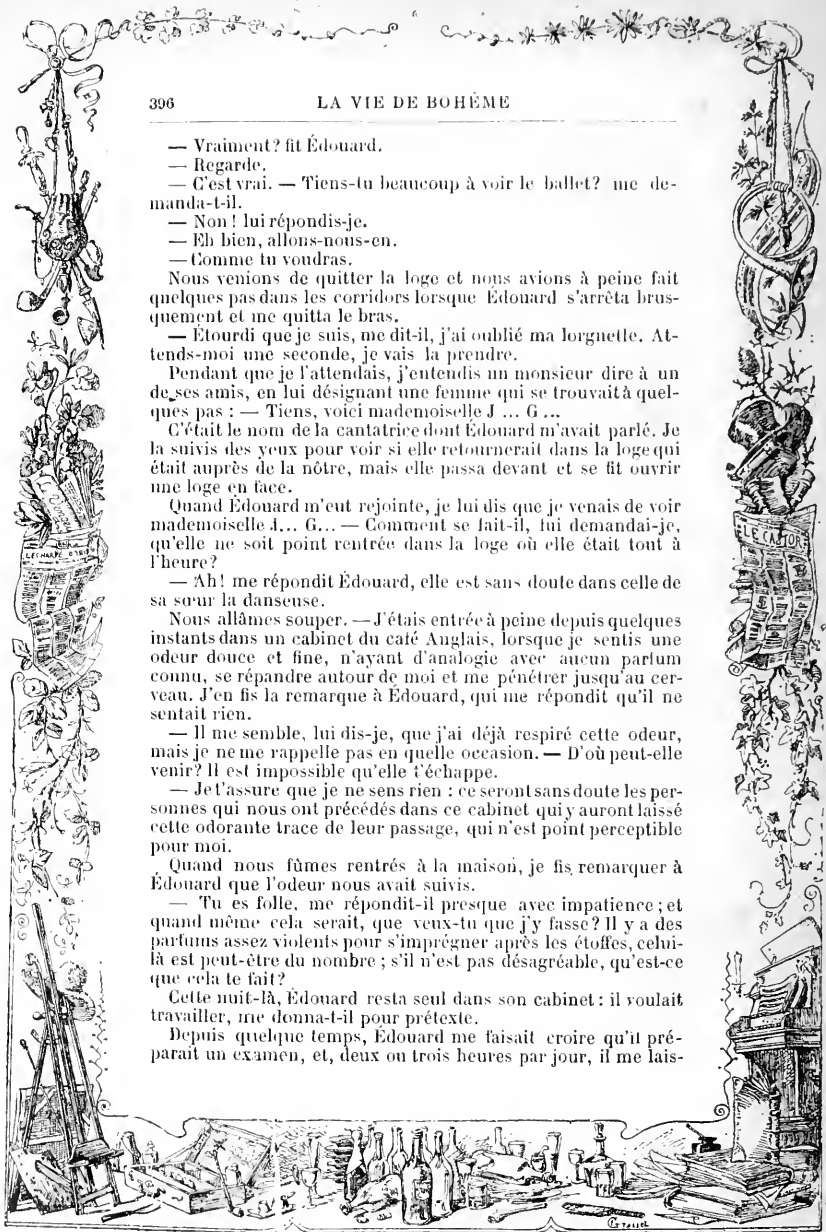 396 LA VIE DE BOHÈME
— Vraiment? fit Édouard.
— Regarde.
— C'est vrai. — Tiens-tu beaucoup à voir le ballet? me de-
manda-t-il.
— Non! lui répondis-je.
— Eh bien, allons-nous-en.
— Comme tu voudras.
Nous venions de quitter la loge et nous avions à peine fait
quelques pas dans les corridors lorsque Édouard s'arrêta brus-
quement et me quitta le bras.
— Étourdi que je suis, me dit-il, j'ai oublié ma lorgnette. At-
tends-moi une seconde, je vais la prendre.
Pendant que je l'attendais, j'entendis un monsieur dire à un
de ses amis, en lui désignant une femme qui se trouvait à quel-
ques pas : — Tiens, voici mademoiselle J ... G ...
C'était le nom de la cantatrice dont Édouard m'avait parlé. Je
la suivis des yeux pour voir si elle retournerait dans la loge qui
était auprès de la nôtre, mais elle passa devant et se fit ouvrir
une loge en face.
Quand Édouard m'eut rejointe, je lui dis que je venais de voir
mademoiselle J... G... — Comment se fait-il, lui demandai-je,
qu'elle ne soit point rentrée dans la loge où elle était tout à
l'heure?
— Ah! me répondit Édouard, elle est sans doute dans celle de
sa sœur la danseuse.
Nous allâmes souper. — J'étais entrée à peine depuis quelques
instants dans un cabinet du café Anglais, lorsque je sentis une
odeur douce et fine, n'ayant d'analogie avec aucun parfum
connu, se répandre autour de moi et me pénétrer jusqu'au cer-
veau. J'en fis la remarque à Édouard, qui me répondit qu'il ne
sentait rien.
— Il me semble, lui dis-je, que j'ai déjà respiré cette odeur,
mais je ne me rappelle pas en quelle occasion. — D'où peut-elle
venir? Il est impossible qu'elle t'échappe.
— Je t'assure que je ne sens rien : ce seront sans doute les per-
sonnes qui nous ont précédés dans ce cabinet qui y auront laissé
cette odorante trace de leur passage, qui n'est point perceptible
pour moi.
Quand nous fûmes rentrés à la maison, je fis remarquer à
Édouard que l'odeur nous avait suivis.
— Tu es folle, me répondit-il presque avec impatience; et
quand même cela serait, que veux-tu que j'y fasse? Il y a des
parfums assez violents pour s'imprégner après les étoffes, celui-
là est peut-être du nombre ; s'il n'est pas désagréable, qu'est-ce
que cela te fait?
Cette nuit-là, Édouard resta seul dans son cabinet : il voulait
travailler, me donna-t-il pour prétexte.
Depuis quelque temps, Édouard me faisait croire qu'il pré-
parait un examen, et, deux ou trois heures par jour, il me lais-
LE CASTOR